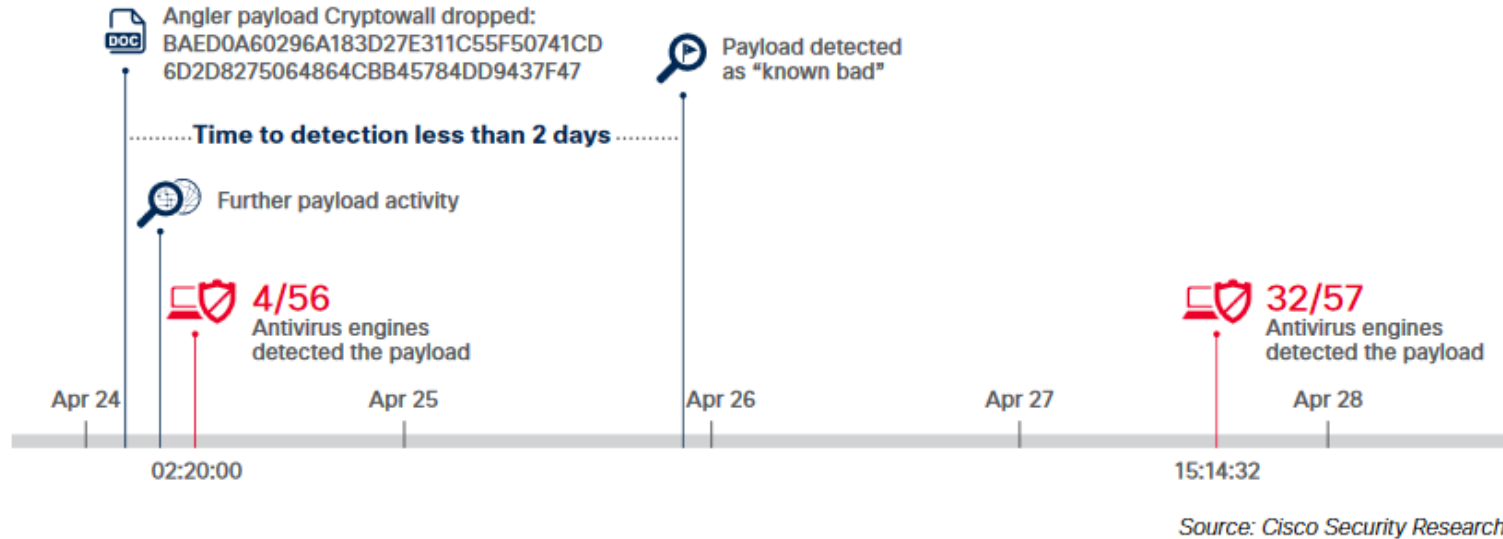 DOC
Angler payload Cryptowall dropped:
BAED0A60296A183D27E311C55F50741CD
6D2D8275064864CBB45784DD9437F47
Payload detected
as “known bad”
Time to detection less than 2 days
Further payload activity
4/56
Antivirus engines
detected the payload
32/57
Antivirus engines
detected the payload
Apr 24
Apr 25
Apr 26
Apr 27
Apr 28
02:20:00
15:14:32
Source: Cisco Security Research